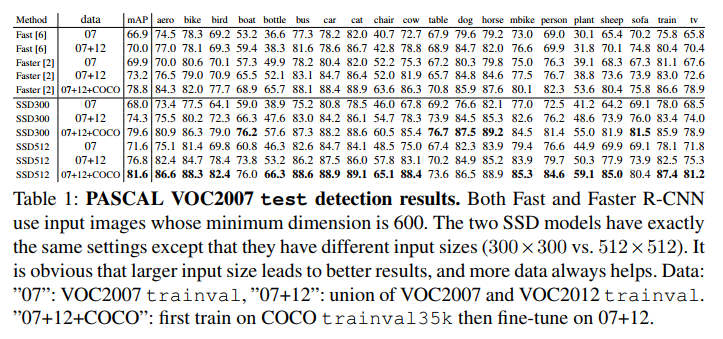 Method data mAP aero bike bird boat bottle bus car cat chair cow table dog horse mbike person plant sheep sofa train tv
Fast [6] 07 66.9 74.5 78.3 69.2 53.2 36.6 77.3 78.2 82.0 40.7 72.7 67.9 79.6 79.2 73.0 69.0 30.1 65.4 70.2 75.8 65.8
Fast [6] 07+12 70.0 77.0 78.1 69.3 59.4 38.3 81.6 78.6 86.7 42.8 78.8 68.9 84.7 82.0 76.6 69.9 31.8 70.1 74.8 80.4 70.4
Faster [2] 07 69.9 70.0 80.6 70.1 57.3 49.9 78.2 80.4 82.0 52.2 75.3 67.2 80.3 79.8 75.0 76.3 39.1 68.3 67.3 81.1 67.6
Faster [2] 07+12 73.2 76.5 79.0 70.9 65.5 52.1 83.1 84.7 86.4 52.0 81.9 65.7 84.8 84.6 77.5 76.7 38.8 73.6 73.9 83.0 72.6
Faster [2] 07+12+COCO 78.8 84.3 82.0 77.7 68.9 65.7 88.1 88.4 88.9 63.6 86.3 70.8 85.9 87.6 80.1 82.3 53.6 80.4 75.8 86.6 78.9
SSD300 07 68.0 73.4 77.5 64.1 59.0 38.9 75.2 80.8 78.5 46.0 67.8 69.2 76.6 82.1 77.0 72.5 41.2 64.2 69.1 78.0 68.5
SSD300 07+12 74.3 75.5 80.2 72.3 66.3 47.6 83.0 84.2 86.1 54.7 78.3 73.9 84.5 85.3 82.6 76.2 48.6 73.9 76.0 83.4 74.0
SSD300 07+12+COCO 79.6 80.9 86.3 79.0 76.2 57.6 87.3 88.2 88.6 60.5 85.4 76.7 87.5 89.2 84.5 81.4 55.0 81.9 81.5 85.9 78.9
SSD512 07 71.6 75.1 81.4 69.8 60.8 46.3 82.6 84.7 84.1 48.5 75.0 67.4 82.3 83.9 79.4 76.6 44.9 69.9 69.1 78.1 71.8
SSD512 07+12 76.8 82.4 84.7 78.4 73.8 53.2 86.2 87.5 86.0 57.8 83.1 70.2 84.9 85.2 83.9 79.7 50.3 77.9 73.9 82.5 75.3
SSD512 07+12+COCO 81.6 86.6 88.3 82.4 76.0 66.3 88.6 88.9 89.1 65.1 88.4 73.6 86.5 88.9 85.3 84.6 59.1 85.0 80.4 87.4 81.2
Table 1: PASCAL VOC2007 test detection results. Both Fast and Faster R-CNN
use input images whose minimum dimension is 600. The two SSD models have exactly
the same settings except that they have different input sizes (300×300 vs. 512×512). It
is obvious that larger input size leads to better results, and more data always helps. Data:
”07”: VOC2007 trainval, ”07+12”: union of VOC2007 and VOC2012 trainval.
”07+12+COCO”: first train on COCO trainval35k then fine-tune on 07+12.